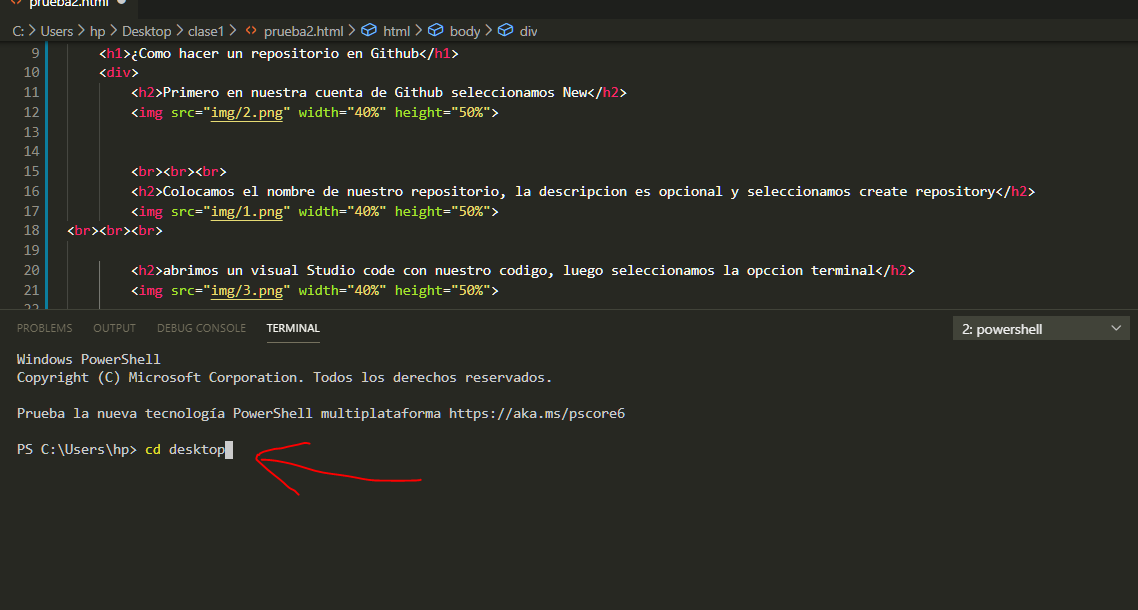 prueba2.html
C: > Users > hp > Desktop > clase1 > <> prueba2.html > html > body > div
9 <h1>¿Como hacer un repositorio en Github</h1>
10 <div>
11 <h2>Primero en nuestra cuenta de Github seleccionamos New</h2>
12 <img src="img/2.png" width="40%" height="50%">
13
14
15 <br><br><br>
16 <h2>Colocamos el nombre de nuestro repositorio, la descripcion es opcional y seleccionamos create repository</h2>
17 <img src="img/1.png" width="40%" height="50%">
18 <br><br><br>
19
20 <h2>abrimos un visual Studio code con nuestro codigo, luego seleccionamos la opccion terminal</h2>
21 <img src="img/3.png" width="40%" height="50%">
22
PROBLEMS OUTPUT DEBUG CONSOLE TERMINAL 2: powershell
Windows PowerShell
Copyright (C) Microsoft Corporation. Todos los derechos reservados.
Prueba la nueva tecnología PowerShell multiplataforma https://aka.ms/pscore6
PS C:\Users\hp> cd desktop